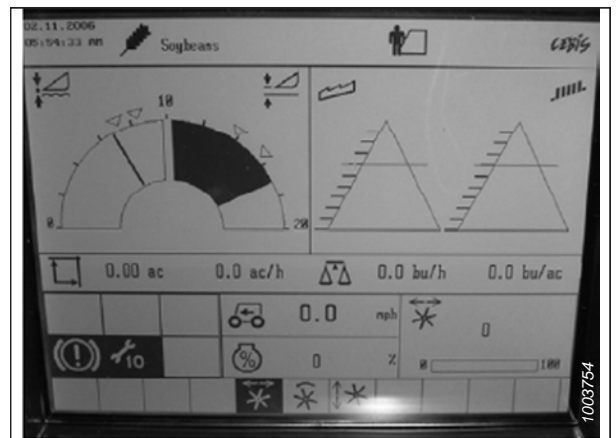 02.11.2006
05:54:33 am
Soybeans
CEBIS
10
0
20
0.00 ac
0.0 ac/h
0.0 bu/h
0.0 bu/ac
0.0 mph
10
%
0 %
0
0
100
1003754